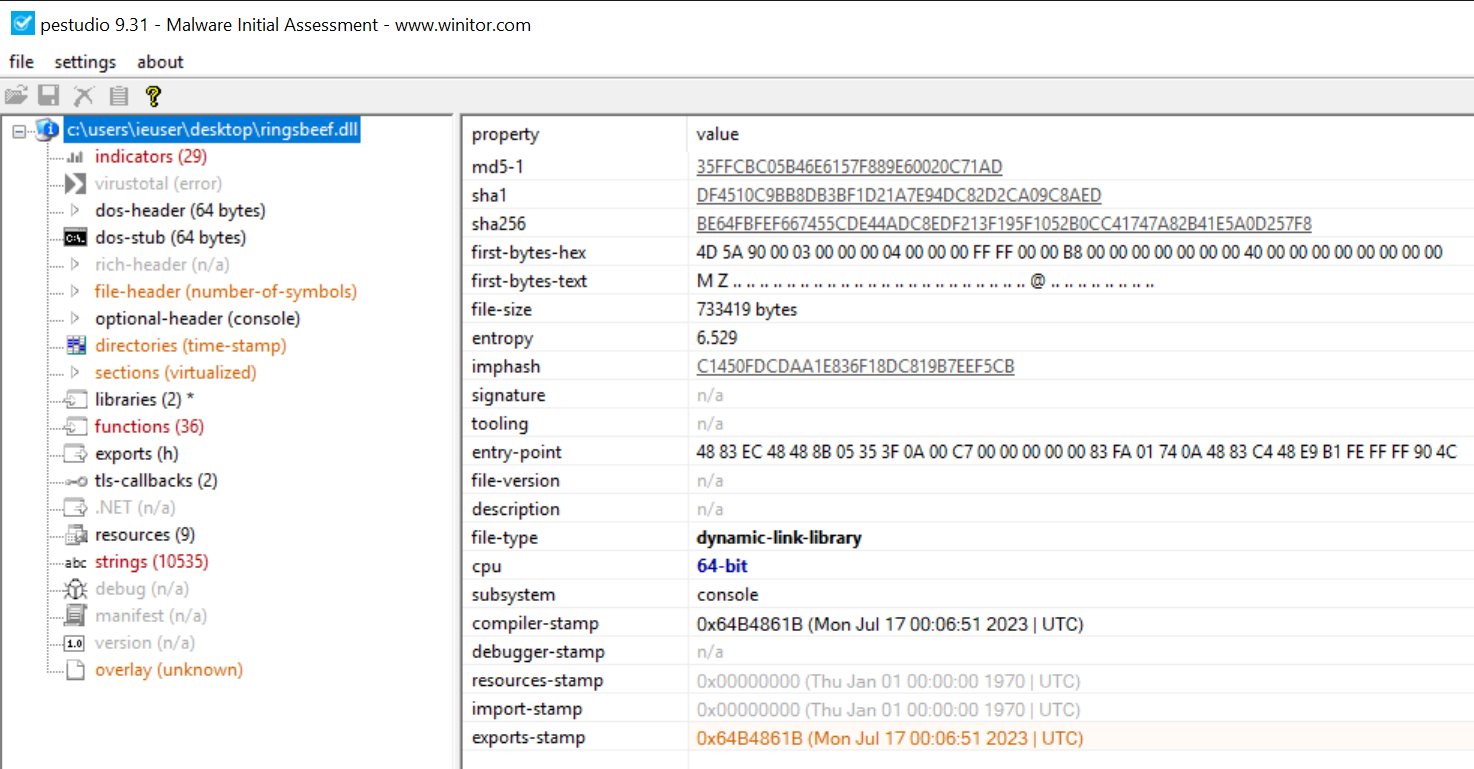 pestudio 9.31 - Malware Initial Assessment - www.winitor.com
file settings about
c:\users\ieuser\desktop\ringsbeef.dll
indicators (29)
virustotal (error)
dos-header (64 bytes)
dos-stub (64 bytes)
rich-header (n/a)
file-header (number-of-symbols)
optional-header (console)
directories (time-stamp)
sections (virtualized)
libraries (2) *
functions (36)
exports (h)
tls-callbacks (2)
.NET (n/a)
resources (9)
abc strings (10535)
debug (n/a)
manifest (n/a)
1.0 version (n/a)
overlay (unknown)
property value
md5-1 35FFCBC05B46E6157F889E60020C71AD
sha1 DF4510C9BB8DB3BF1D21A7E94DC82D2CA09C8AED
sha256 BE64FBFEF667455CDE44ADC8EDF213F195F1052B0CC41747A82B41E5A0D257F8
first-bytes-hex 4D 5A 90 00 03 00 00 00 04 00 00 00 FF FF 00 00 B8 00 00 00 00 00 00 00 40 00 00 00 00 00 00 00
first-bytes-text M Z .. .. .. .. .. .. .. .. .. .. .. .. .. .. .. .. .. .. .. .. .. .. @ .. .. .. .. .. .. ..
file-size 733419 bytes
entropy 6.529
imphash C1450FDCDAA1E836F18DC819B7EEF5CB
signature n/a
tooling n/a
entry-point 48 83 EC 48 48 8B 05 35 3F 0A 00 C7 00 00 00 00 00 83 FA 01 74 0A 48 83 C4 48 E9 B1 FE FF FF 90 4C
file-version n/a
description n/a
file-type dynamic-link-library
cpu 64-bit
subsystem console
compiler-stamp 0x64B4861B (Mon Jul 17 00:06:51 2023 | UTC)
debugger-stamp n/a
resources-stamp 0x00000000 (Thu Jan 01 00:00:00 1970 | UTC)
import-stamp 0x00000000 (Thu Jan 01 00:00:00 1970 | UTC)
exports-stamp 0x64B4861B (Mon Jul 17 00:06:51 2023 | UTC)